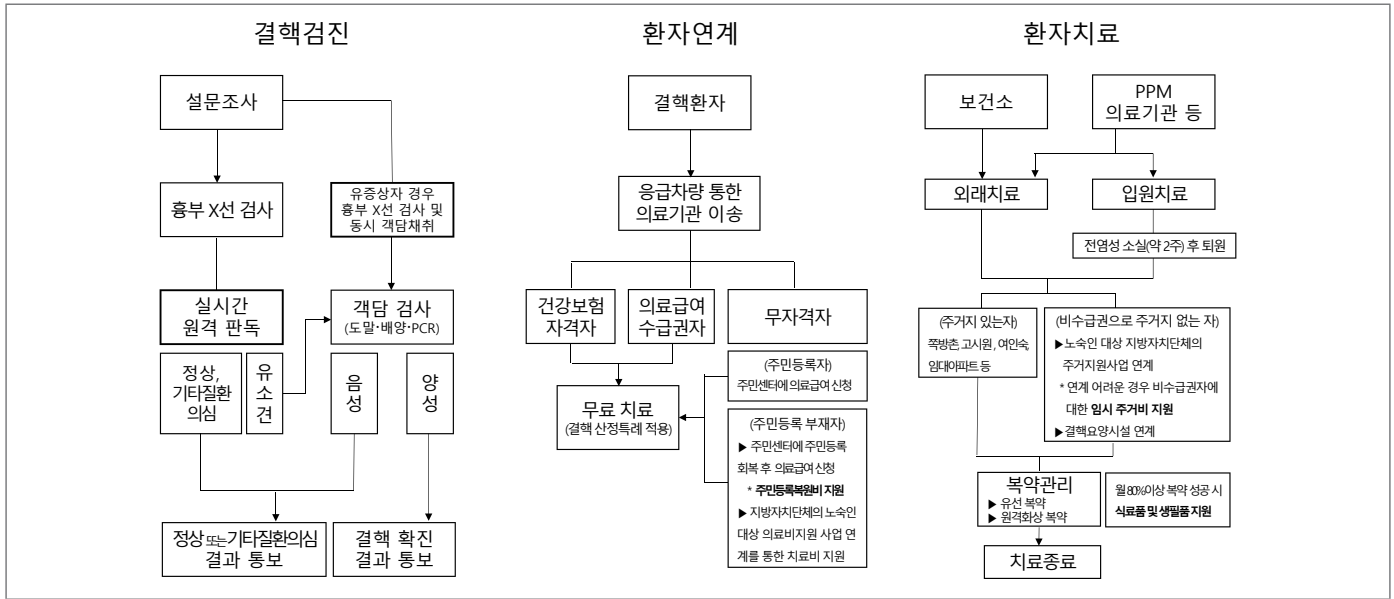 결핵검진
설문조사
흉부 X선 검사
유증상자 경우
흉부 X선 검사 및
동시 객담채취
실시간
원격 판독
객담 검사
(도말·배양·PCR)
정상,
기타질환
의심
유
소
견
음
성
양
성
정상 또는 기타질환의심
결과 통보
결핵 확진
결과 통보
환자연계
결핵환자
응급차량 통한
의료기관 이송
건강보험
자격자
의료급여
수급권자
무자격자
무료 치료
(결핵 산정특례 적용)
(주민등록자)
주민센터에 의료급여 신청
(주민등록 부재자)
▶ 주민센터에 주민등록
회복 후 의료급여 신청
* 주민등록복원비 지원
▶ 지방자치단체의 노숙인
대상 의료비지원 사업 연
계를 통한 치료비 지원
환자치료
보건소
PPM
의료기관 등
외래치료
입원치료
전염성 소실(약 2주) 후 퇴원
(주거지 있는자)
쪽방촌, 고시원, 여인숙,
임대아파트 등
(비수급권으로 주거지 없는 자)
▶노숙인 대상 지방자치단체의
주거지원사업 연계
* 연계 어려운 경우 비수급권자에
대한 임시 주거비 지원
▶결핵요양시설 연계
복약관리
▶ 유선 복약
▶ 원격화상 복약
월 80%이상 복약 성공 시
식료품 및 생필품 지원
치료종료